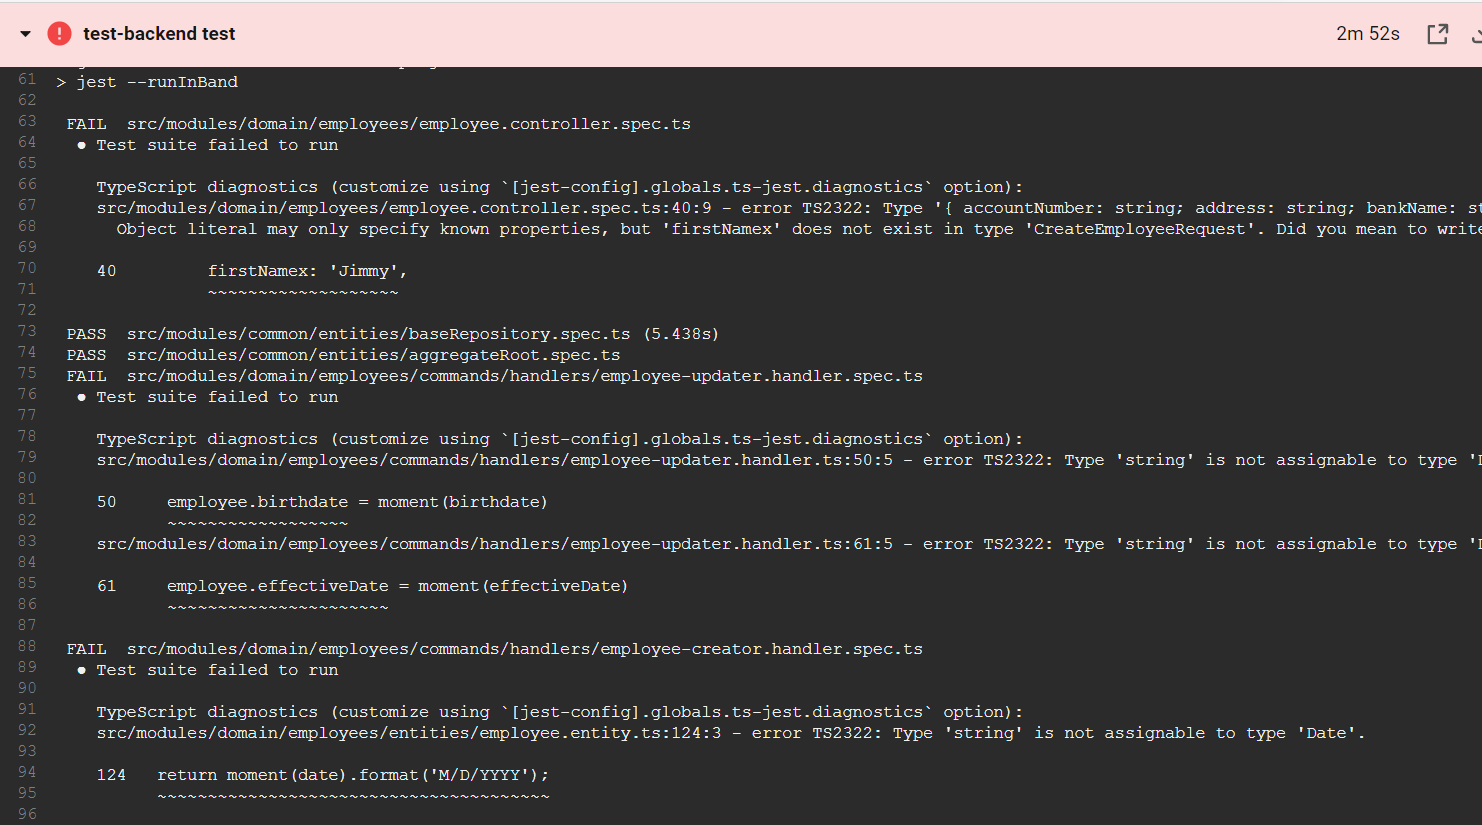 test-backend test
2m 52s
61 > jest --runInBand
62
63 FAIL src/modules/domain/employees/employee.controller.spec.ts
64 ● Test suite failed to run
65
66 TypeScript diagnostics (customize using `[jest-config].globals.ts-jest.diagnostics` option):
67 src/modules/domain/employees/employee.controller.spec.ts:40:9 - error TS2322: Type '{ accountNumber: string; address: string; bankName: st
68 Object literal may only specify known properties, but 'firstNamex' does not exist in type 'CreateEmployeeRequest'. Did you mean to write
69
70 40 firstNamex: 'Jimmy',
71 ~~~~~~~~~~~~~~~~~~~
72
73 PASS src/modules/common/entities/baseRepository.spec.ts (5.438s)
74 PASS src/modules/common/entities/aggregateRoot.spec.ts
75 FAIL src/modules/domain/employees/commands/handlers/employee-updater.handler.spec.ts
76 ● Test suite failed to run
77
78 TypeScript diagnostics (customize using `[jest-config].globals.ts-jest.diagnostics` option):
79 src/modules/domain/employees/commands/handlers/employee-updater.handler.ts:50:5 - error TS2322: Type 'string' is not assignable to type '
80
81 50 employee.birthdate = moment(birthdate)
82 ~~~~~~~~~~~~~~~~~~
83 src/modules/domain/employees/commands/handlers/employee-updater.handler.ts:61:5 - error TS2322: Type 'string' is not assignable to type '
84
85 61 employee.effectiveDate = moment(effectiveDate)
86 ~~~~~~~~~~~~~~~~~~~~~~
87
88 FAIL src/modules/domain/employees/commands/handlers/employee-creator.handler.spec.ts
89 ● Test suite failed to run
90
91 TypeScript diagnostics (customize using `[jest-config].globals.ts-jest.diagnostics` option):
92 src/modules/domain/employees/entities/employee.entity.ts:124:3 - error TS2322: Type 'string' is not assignable to type 'Date'.
93
94 124 return moment(date).format('M/D/YYYY');
95 ~~~~~~~~~~~~~~~~~~~~~~~~~~~~~~~~~~~~~~~
96